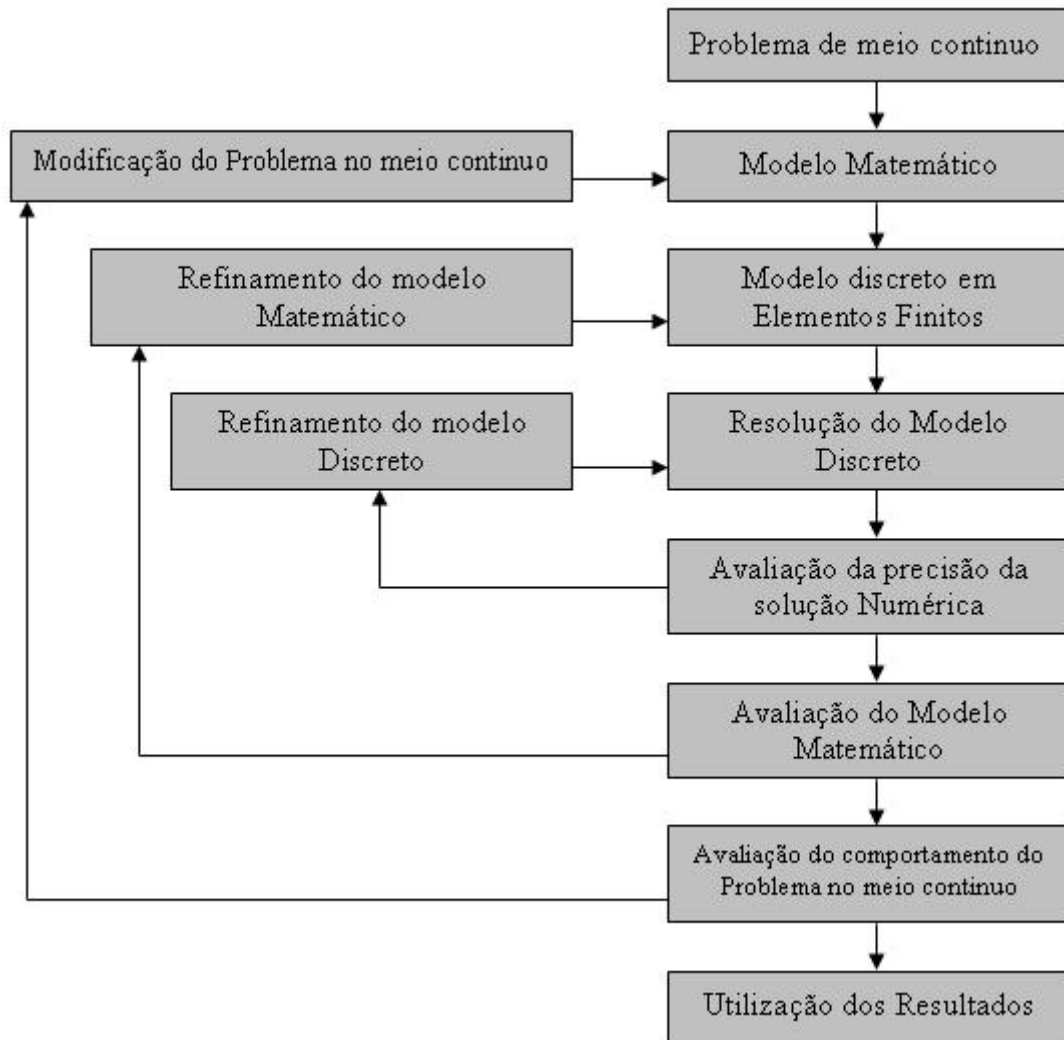 Problema de meio continuo
Modificação do Problema no meio continuo
Modelo Matemático
Refinamento do modelo
Matemático
Modelo discreto em
Elementos Finitos
Refinamento do modelo
Discreto
Resolução do Modelo
Discreto
Avaliação da precisão da
solução Numérica
Avaliação do Modelo
Matemático
Avaliação do comportamento do
Problema no meio continuo
Utilização dos Resultados